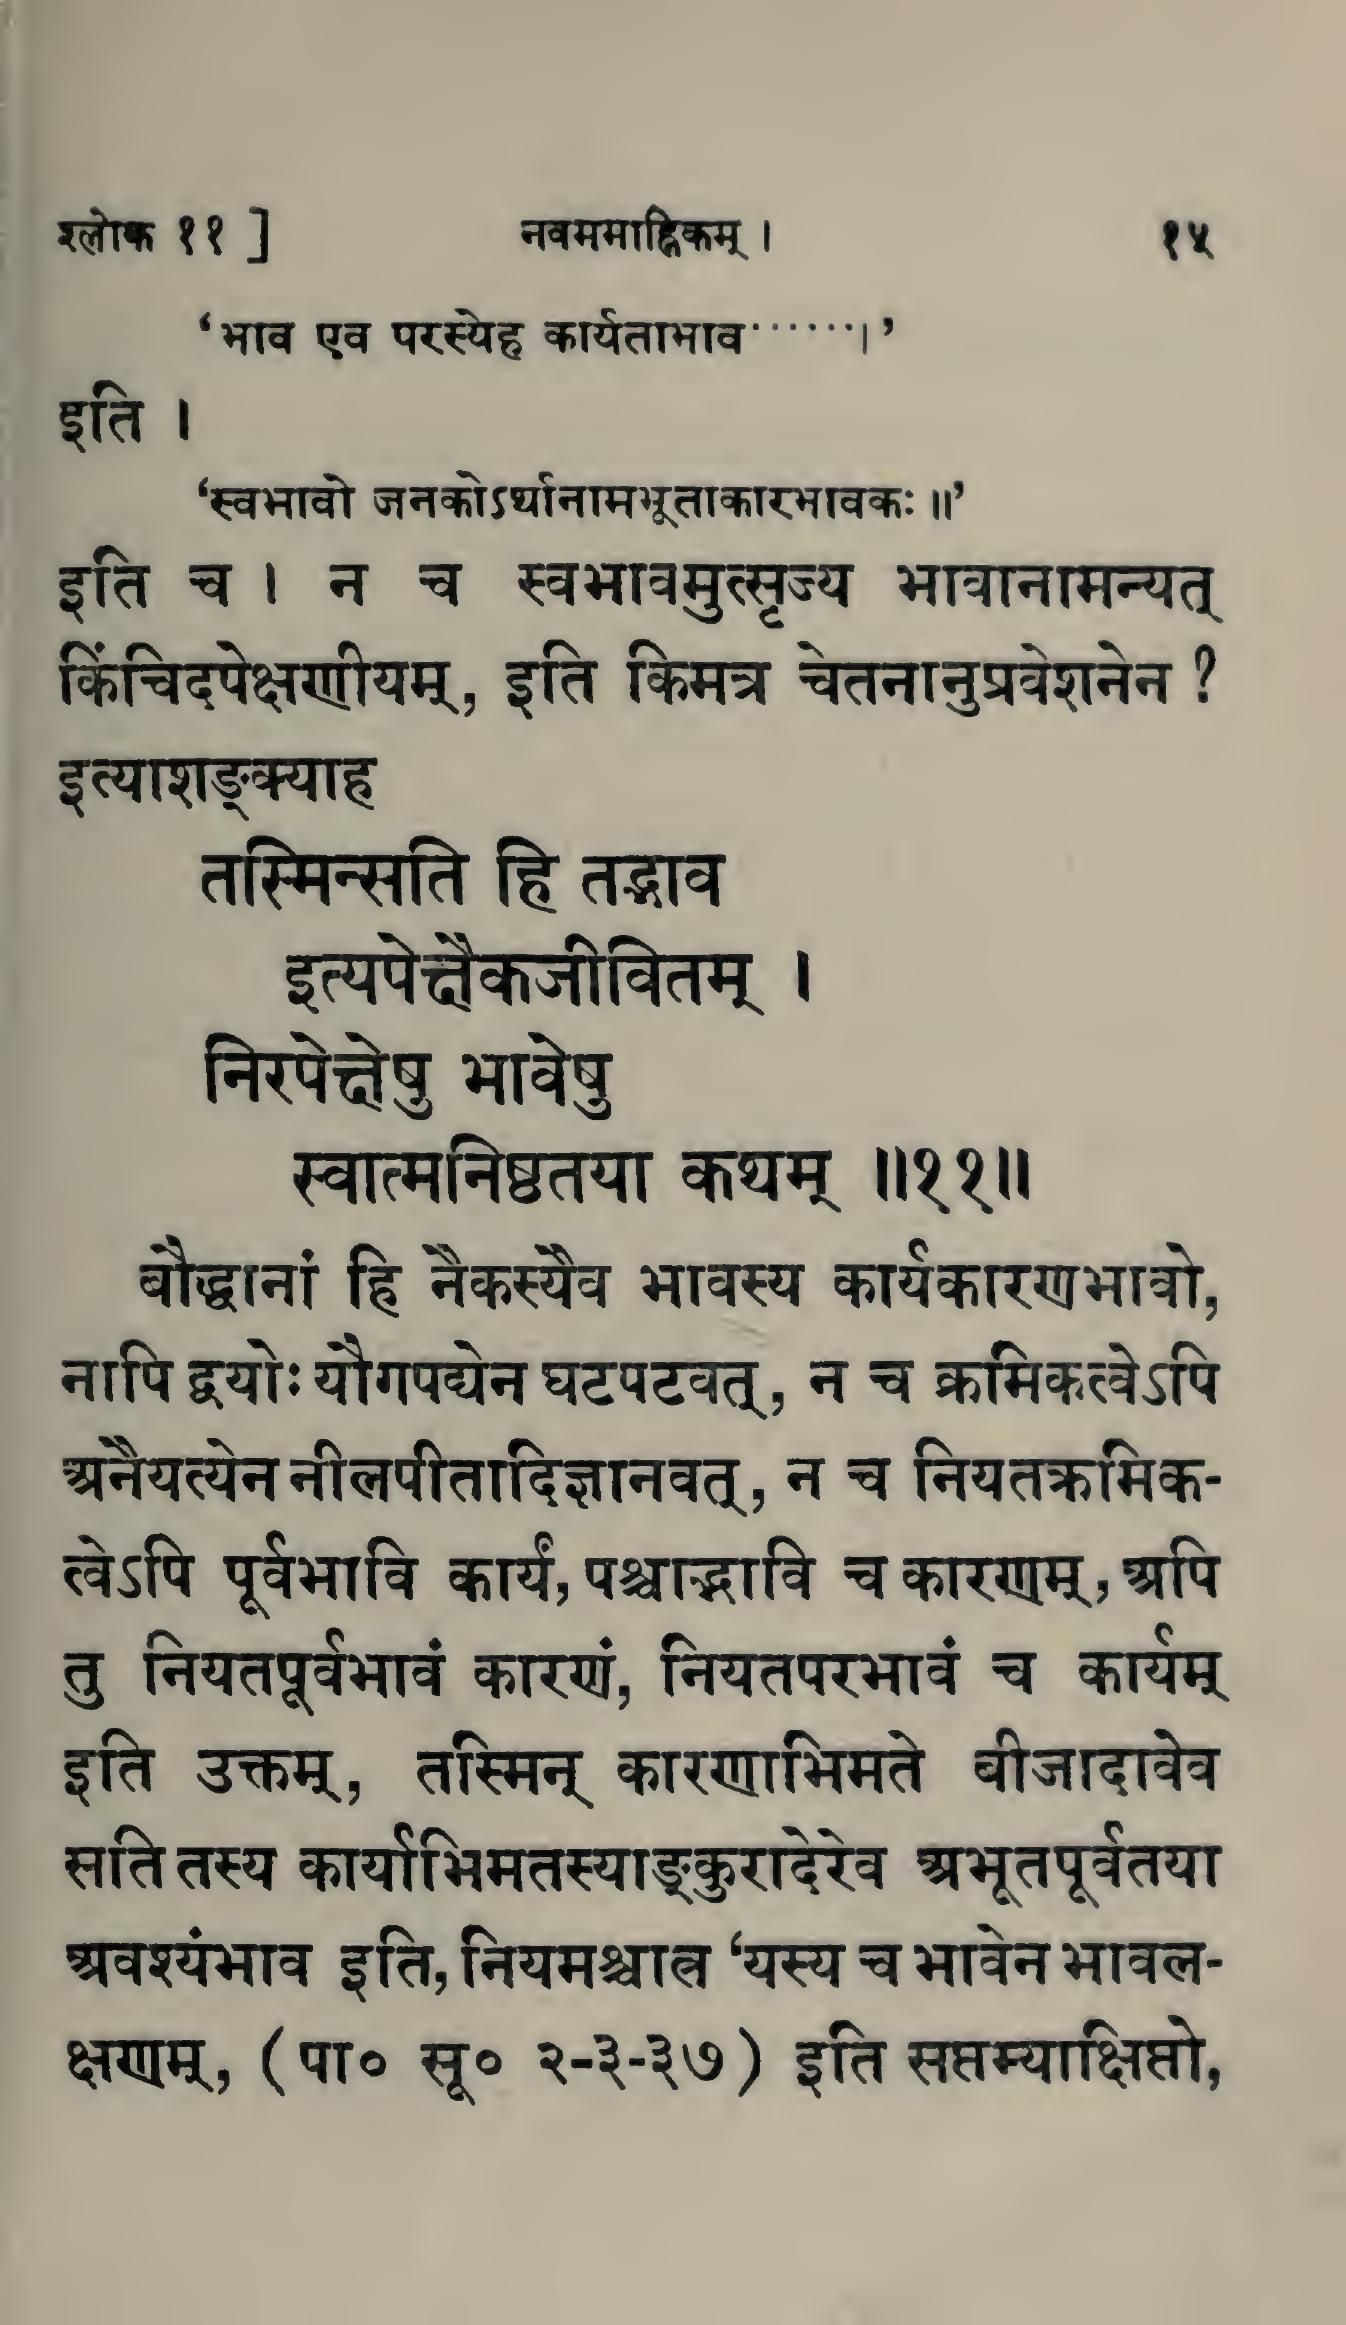 श्लोक ११ ]
नवममाह्निकम् ।
१५
‘भाव एव परस्येह कार्यताभाव······।’
इति ।
‘स्वभावो जनकोऽर्थानामभूताकारभावकः ॥’
इति च । न च स्वभावमुत्सृज्य भावानामन्यत्
किंचिदपेक्षणीयम्, इति किमत्र चेतनानुप्रवेशनेन ?
इत्याशङ्क्याह
तस्मिन्सति हि तद्भाव
इत्यपेक्षैकजीवितम् ।
निरपेक्षेषु भावेषु
स्वात्मनिष्ठतया कथम् ॥११॥
बौद्धानां हि नैकस्यैव भावस्य कार्यकारणभावो,
नापि द्वयोः यौगपद्येन घटपटवत्, न च क्रमिकत्वेऽपि
अनैयत्येन नीलपीतादिज्ञानवत्, न च नियतक्रमिक-
त्वेऽपि पूर्वभावि कार्यं, पश्चाद्भावि च कारणम्, अपि
तु नियतपूर्वभावं कारणं, नियतपरभावं च कार्यम्
इति उक्तम्, तस्मिन् कारणाभिमते बीजादावेव
सति तस्य कार्याभिमतस्याङ्कुरादेरेव अभूतपूर्वतया
अवश्यंभाव इति, नियमश्चात्र ‘यस्य च भावेन भावल-
क्षणम्, (पा० सू० २-३-३७) इति सप्तम्याक्षिप्तो,